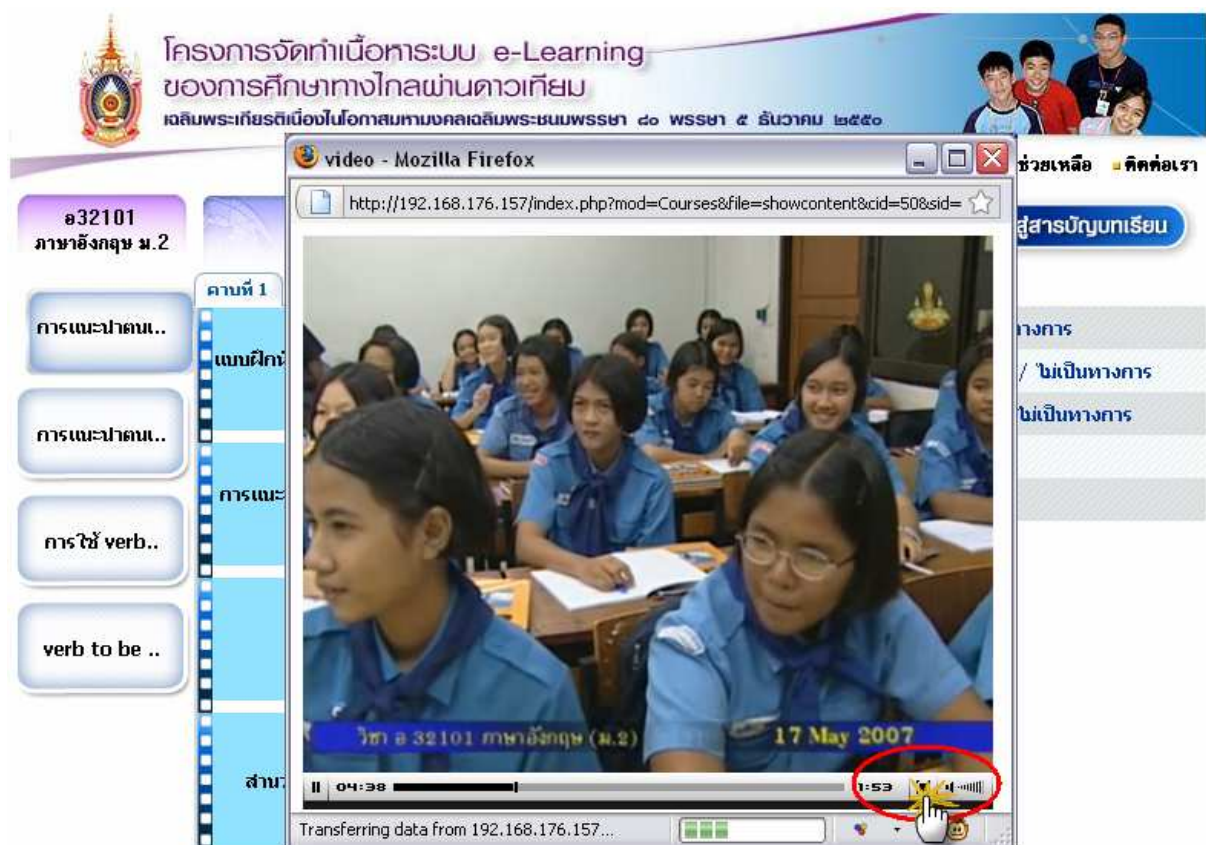 โครงการจัดทำเนื้อหาระบบ e-Learning
ของการศึกษาทางไกลผ่านดาวเทียม
เฉลิมพระเกียรติเนื่องในโอกาสมหามงคลเฉลิมพระชนมพรรษา ๘๐ พรรษา ๕ ธันวาคม ๒๕๕๐
video - Mozilla Firefox
ช่วยเหลือ ติดต่อเรา
http://192.168.176.157/index.php?mod=Courses&file=showcontent&cid=50&sid=
อ32101
ภาษาอังกฤษ ม.2
สู่สารบัญบทเรียน
คาบที่ 1
การแนะนำตนเ..
แบบฝึกห
างการ
/ ไม่เป็นทางการ
ไม่เป็นทางการ
การแนะนำตนเ..
การแนะ
การใช้ verb..
verb to be ..
วิชา อ 32101 ภาษาอังกฤษ (ม.2) 17 May 2007
สำน
04:38 1:53
Transferring data from 192.168.176.157...